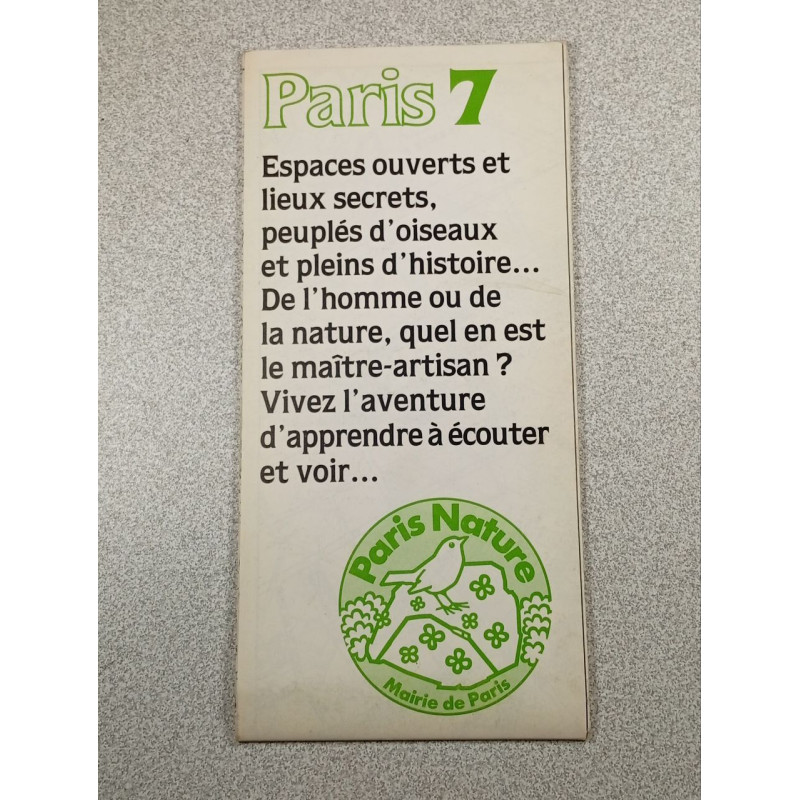 Paris 7
Espaces ouverts et
lieux secrets,
peuplés d'oiseaux
et pleins d'histoire...
De l'homme ou de
la nature, quel en est
le maître-artisan ?
Vivez l'aventure
d'apprendre à écouter
et voir...
Paris Nature
Mairie de Paris